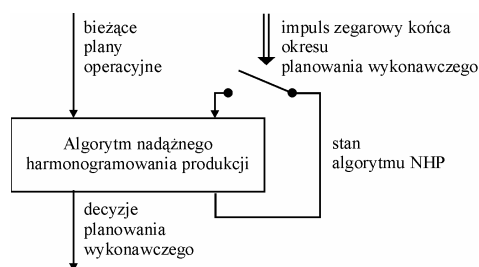 bieżące
plany
operacyjne
impuls zegarowy końca
okresu
planowania wykonawczego
Algorytm nadążnego
harmonogramowania produkcji
stan
algorytmu NHP
decyzje
planowania
wykonawczego